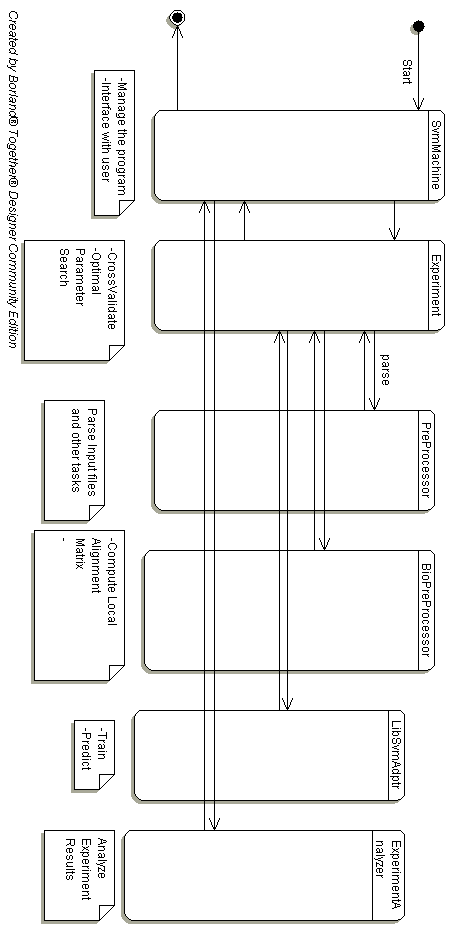 Start
SvmMachine
Experiment
parse
PreProcessor
BioPreProcessor
LibSvmAdptr
ExperimentA
nalyzer
-Manage the program
-Interface with user
-CrossValidate
-Optimal
Parameter
Search
Parse Input files
and other tasks
-Compute Local
Alignment
Matrix
-
-Train
-Predict
Analyze
Experiment
Results
Created by Borland® Together® Designer Community Edition